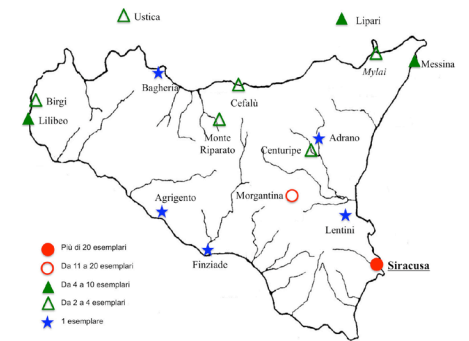 Ustica
Lipari
Mylai
Messina
Bagheria
Cefalù
Birgi
Lilibeo
Monte
Riparato
Adrano
Centuripe
Agrigento
Morgantina
Lentini
Finziade
Siracusa
Più di 20 esemplari
Da 11 a 20 esemplari
Da 4 a 10 esemplari
Da 2 a 4 esemplari
1 esemplare